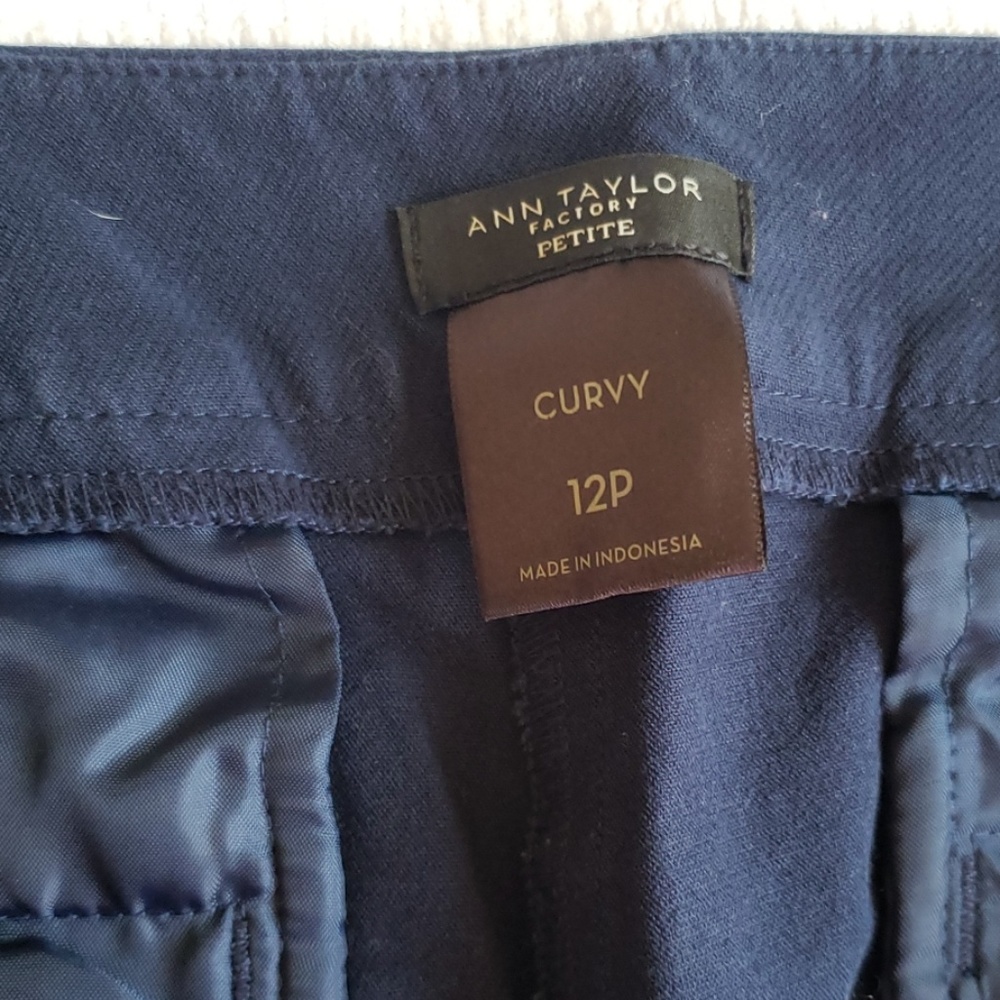 ANN TAYLOR
FACTORY
PETITE
CURVY
12P
MADE IN INDONESIA